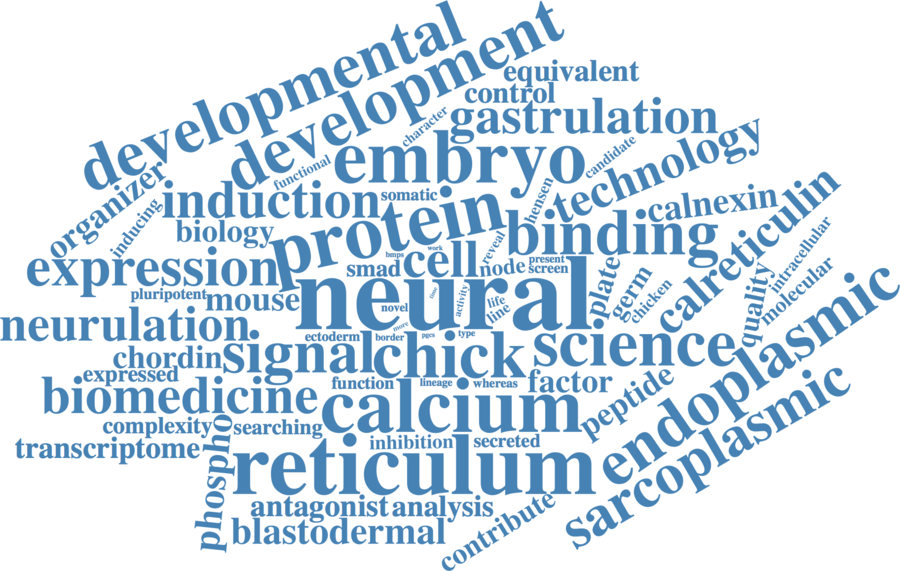 developmental
development
equivalent
control
character
gastrulation
functional
embryo
candidate
technology
organizer
induction
somatic
hensen
inducing
biology
protein
binding
calnexin
calreticulin
intracellular
expression
bmps
work
reveal
smad
cell
node
present
screen
plate
germ
chicken
quality
molecular
pluripotent
mouse
neural
novel
time
activity
life
line
neurulation
ectoderm
border
more
pgcs
type
chordin
signal
chick
science
endoplasmic
expressed
function
lineage
whereas
factor
peptide
biomedicine
calcium
sarcoplasmic
complexity
searching
transcriptome
phospho
inhibition
secreted
reticulum
antagonist
analysis
contribute
blastodermal